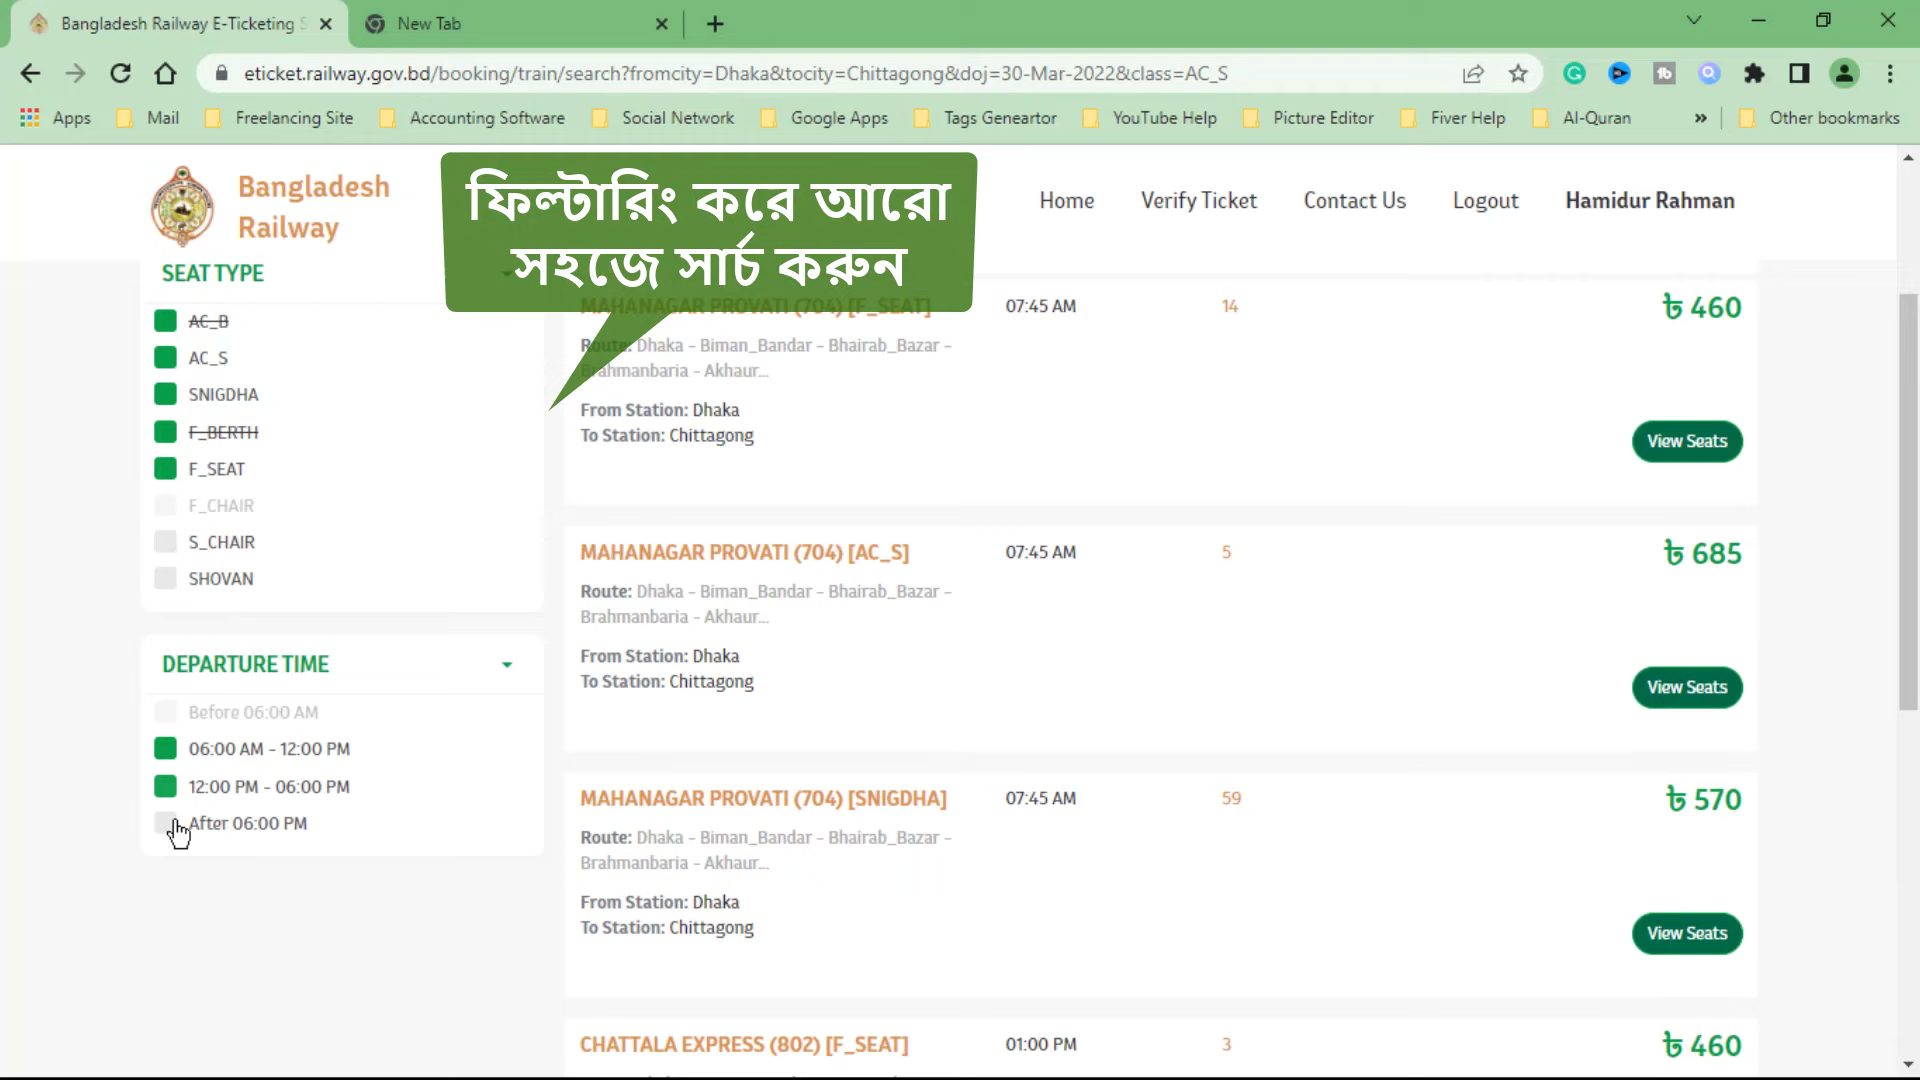 Bangladesh Railway E-Ticketing S
New Tab
eticket.railway.gov.bd/booking/train/search?fromcity=Dhaka&tocity=Chittagong&doj=30-Mar-2022&class=AC_S
Apps
Mail
Freelancing Site
Accounting Software
Social Network
Google Apps
Tags Geneartor
YouTube Help
Picture Editor
Fiver Help
Al-Quran
»
Other bookmarks
Bangladesh
Railway
ফিল্টারিং করে আরো
সহজে সার্চ করুন
Home
Verify Ticket
Contact Us
Logout
Hamidur Rahman
SEAT TYPE
AC_B
AC_S
SNIGDHA
F_BERTH
F_SEAT
F_CHAIR
S_CHAIR
SHOVAN
DEPARTURE TIME
Before 06:00 AM
06:00 AM - 12:00 PM
12:00 PM - 06:00 PM
After 06:00 PM
MAHANAGAR PROVATI (704) [F_SEAT]
07:45 AM
14
৳ 460
Route: Dhaka - Biman_Bandar - Bhairab_Bazar -
Brahmanbaria - Akhaur...
From Station: Dhaka
To Station: Chittagong
View Seats
MAHANAGAR PROVATI (704) [AC_S]
07:45 AM
5
৳ 685
Route: Dhaka - Biman_Bandar - Bhairab_Bazar -
Brahmanbaria - Akhaur...
From Station: Dhaka
To Station: Chittagong
View Seats
MAHANAGAR PROVATI (704) [SNIGDHA]
07:45 AM
59
৳ 570
Route: Dhaka - Biman_Bandar - Bhairab_Bazar -
Brahmanbaria - Akhaur...
From Station: Dhaka
To Station: Chittagong
View Seats
CHATTALA EXPRESS (802) [F_SEAT]
01:00 PM
3
৳ 460